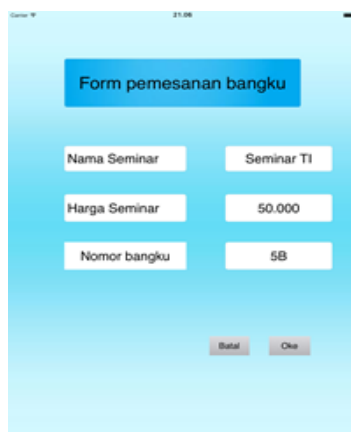 Carrier
21.06
Form pemesanan bangku
Nama Seminar
Seminar TI
Harga Seminar
50.000
Nomor bangku
5B
Batal
Oke